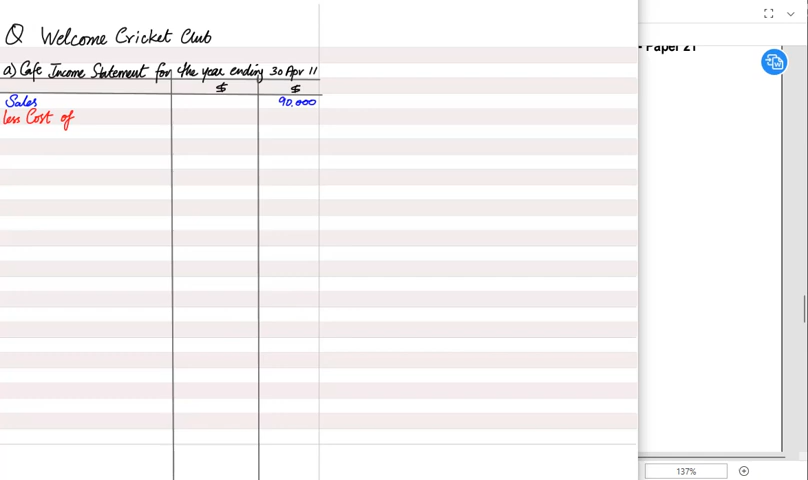 Q Welcome Cricket Club
a) Cafe Income Statement for the year ending 30 Apr 11
$ $
Sales 90.000
less Cost of
- Paper 21
137%